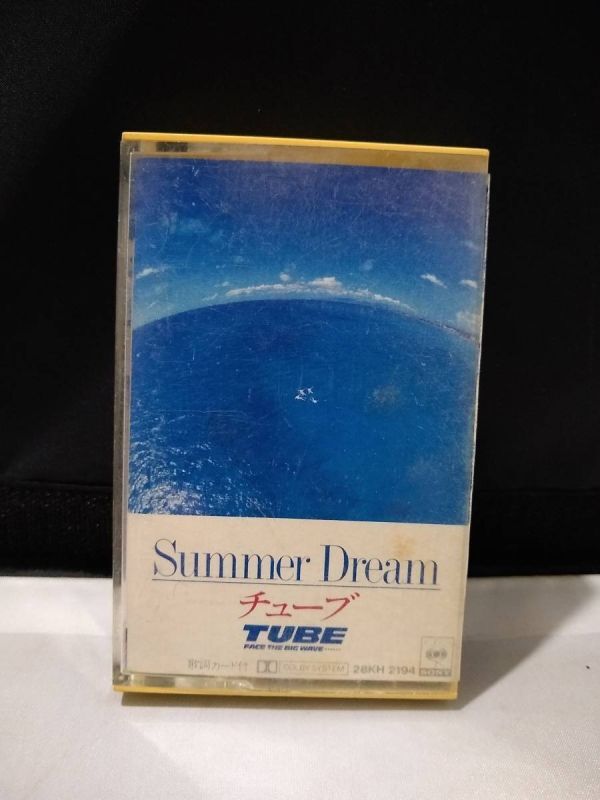 Summer Dream
チューブ
TUBE
FACE THE BIG WAVE······
歌詞カード付 DOLBY SYSTEM 28KH 2194 SONY